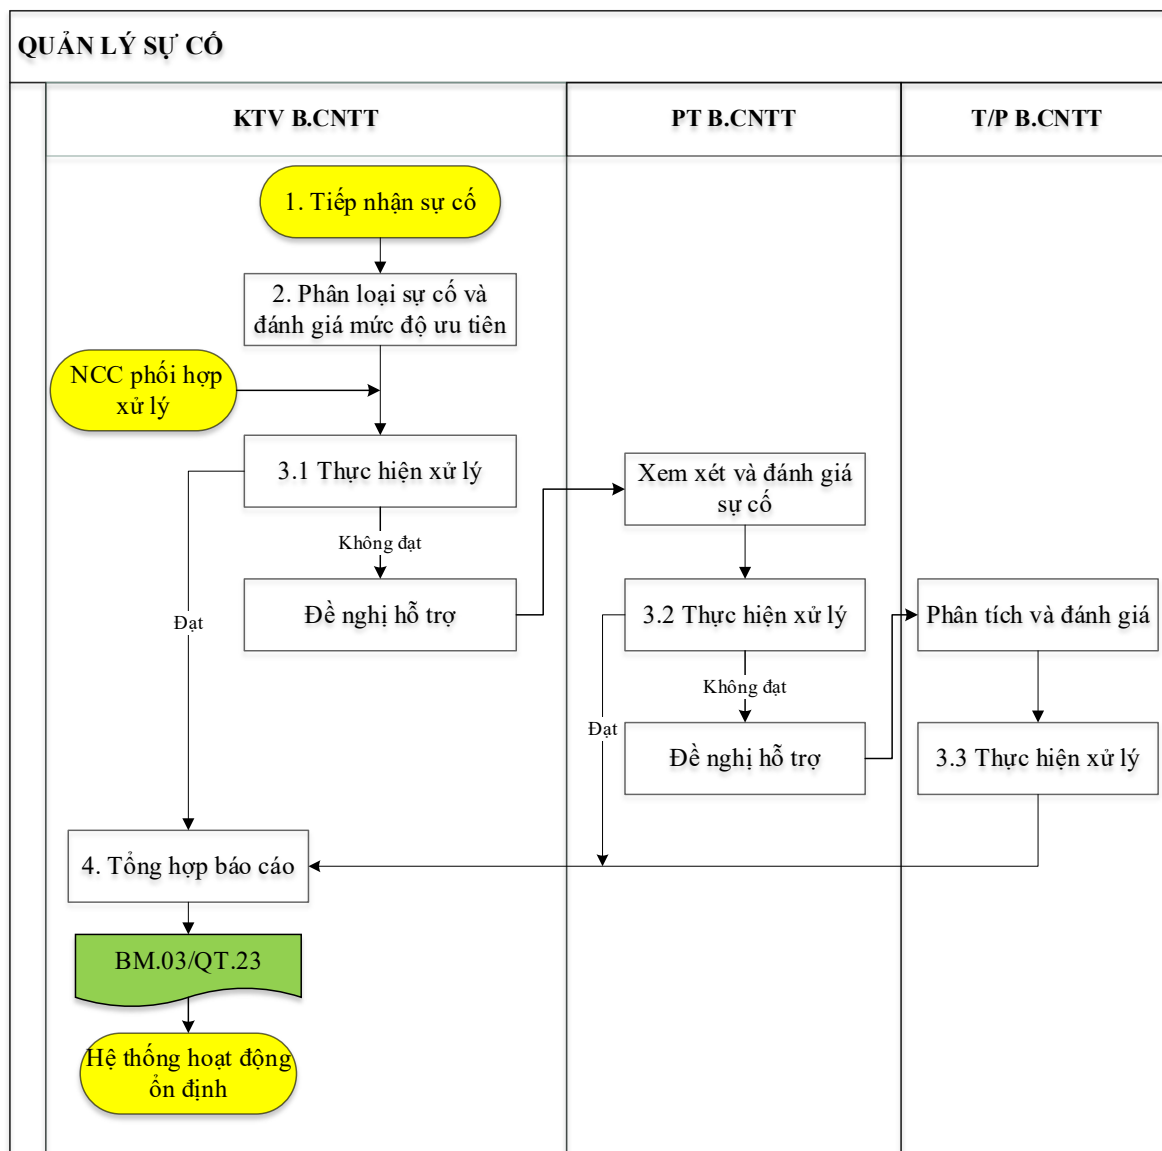 QUẢN LÝ SỰ CỐ
KTV B.CNTT
PT B.CNTT
T/P B.CNTT
1. Tiếp nhận sự cố
2. Phân loại sự cố và
đánh giá mức độ ưu tiên
NCC phối hợp
xử lý
3.1 Thực hiện xử lý
Xem xét và đánh giá
sự cố
Không đạt
Đạt
Đề nghị hỗ trợ
3.2 Thực hiện xử lý
Phân tích và đánh giá
Không đạt
Đạt
Đề nghị hỗ trợ
3.3 Thực hiện xử lý
4. Tổng hợp báo cáo
BM.03/QT.23
Hệ thống hoạt động
ổn định